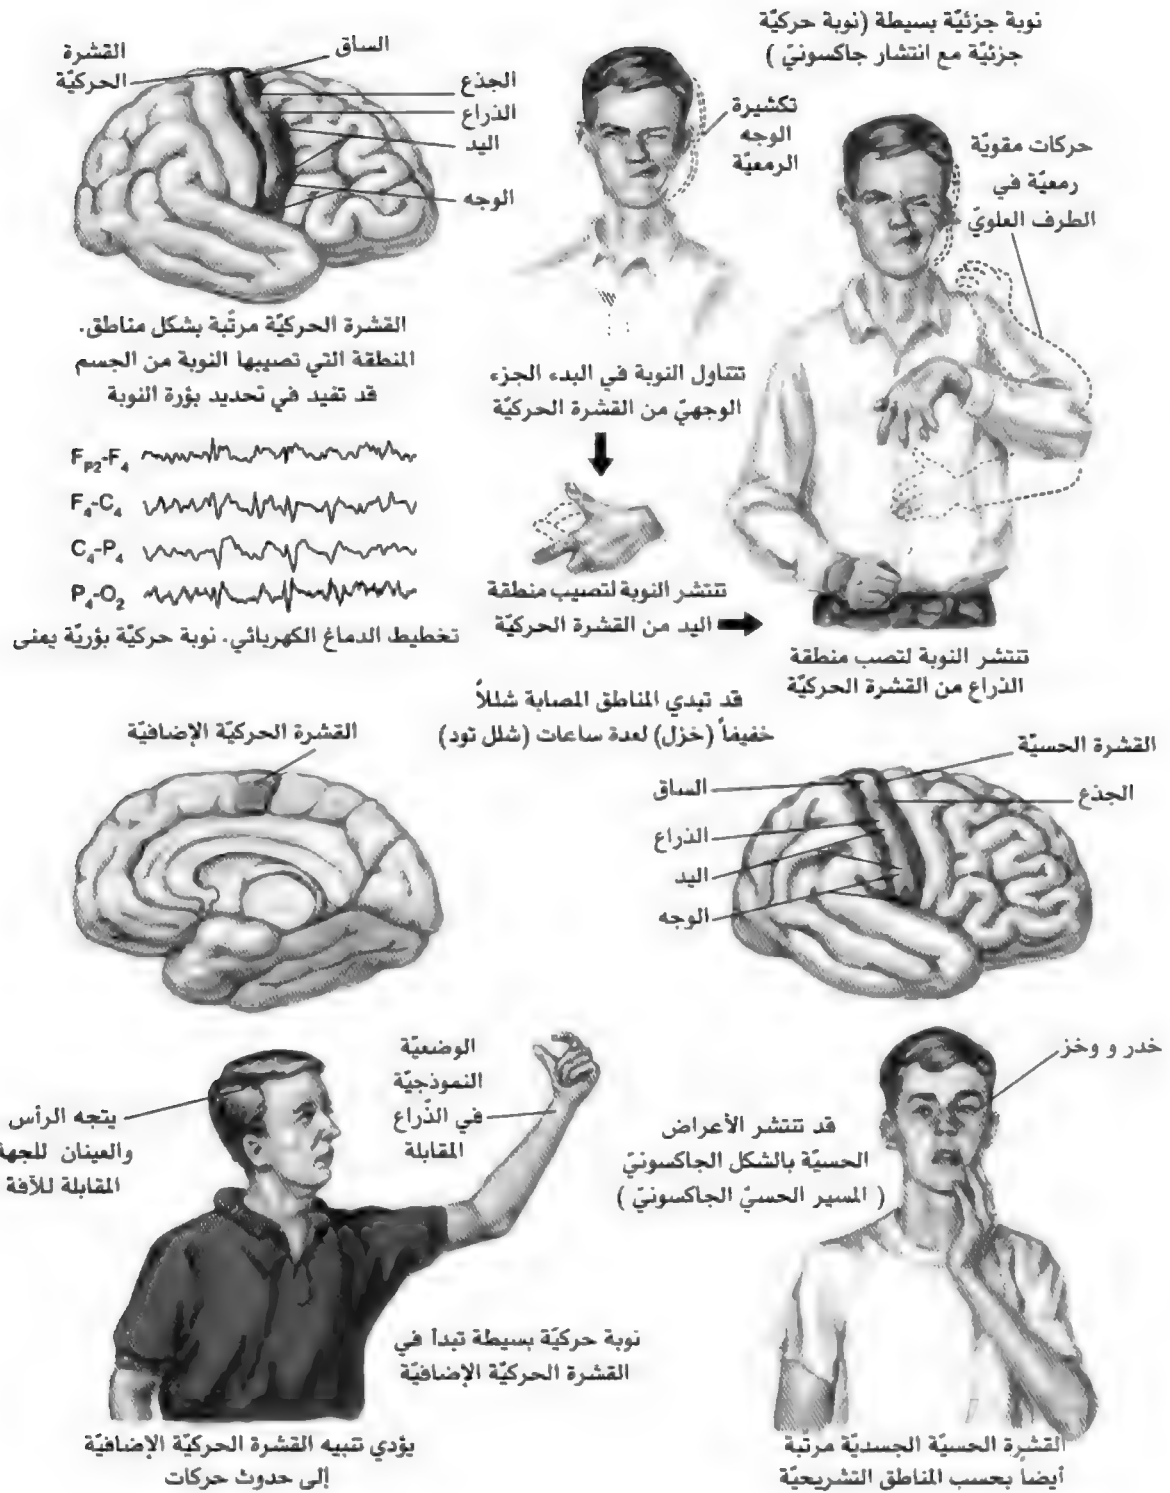 نوبة جزئيّة بسيطة (نوبة حركيّة
جزئيّة مع انتشار جاكسونيّ )
القشرة
الحركيّة
الساق
الجذع
الذراع
اليد
الوجه
تكشيرة
الوجه
الرمعيّة
حركات مقويّة
رمعيّة في
الطرف العلويّ
القشرة الحركيّة مرتّبة بشكل مناطق.
المنطقة التي تصيبها النوبة من الجسم
قد تفيد في تحديد بؤرة النوبة
تتناول النوبة في البدء الجزء
الوجهيّ من القشرة الحركيّة
F P2-F4
F4-C4
C4-P4
P4-O2
تخطيط الدماغ الكهربائي. نوبة حركيّة بؤريّة يمنى
تنتشر النوبة لتصيب منطقة
اليد من القشرة الحركيّة
تنتشر النوبة لتصب منطقة
الذراع من القشرة الحركيّة
قد تبدي المناطق المصابة شللاً
خفيفاً (خزل) لعدة ساعات (شلل تود)
القشرة الحركيّة الإضافيّة
القشرة الحسيّة
الجذع
الساق
الذراع
اليد
الوجه
يتجه الرأس
والعينان للجهة
المقابلة للآفة
الوضعيّة
النموذجيّة
في الذّراع
المقابلة
خدر و وخز
قد تنتشر الأعراض
الحسيّة بالشكل الجاكسونيّ
( المسير الحسيّ الجاكسونيّ )
نوبة حركيّة بسيطة تبدأ في
القشرة الحركيّة الإضافيّة
يؤدي تنبيه القشرة الحركيّة الإضافيّة
إلى حدوث حركات
القشرة الحسيّة الجسديّة مرتّبة
أيضاً بحسب المناطق التشريحيّة